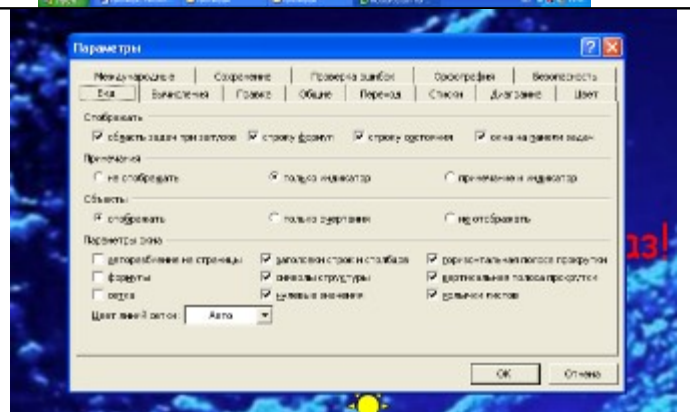 Параметры
Международные Сохранение Проверка ошибок Орфография Безопасность
Вид Вычисления Правка Общие Переход Списки Диаграмма Цвет
Отображать
область задач при запуске строку формул строку состояния окна на панели задач
Примечания
не отображать только индикатор примечание и индикатор
Объекты
отображать только очертания не отображать
Параметры окна
авторазбиение на страницы заголовки строк и столбцов горизонтальная полоса прокрутки
формулы символы структуры вертикальная полоса прокрутки
сетка нулевые значения ярлычки листов
Цвет линий сетки: Авто
OK Отмена